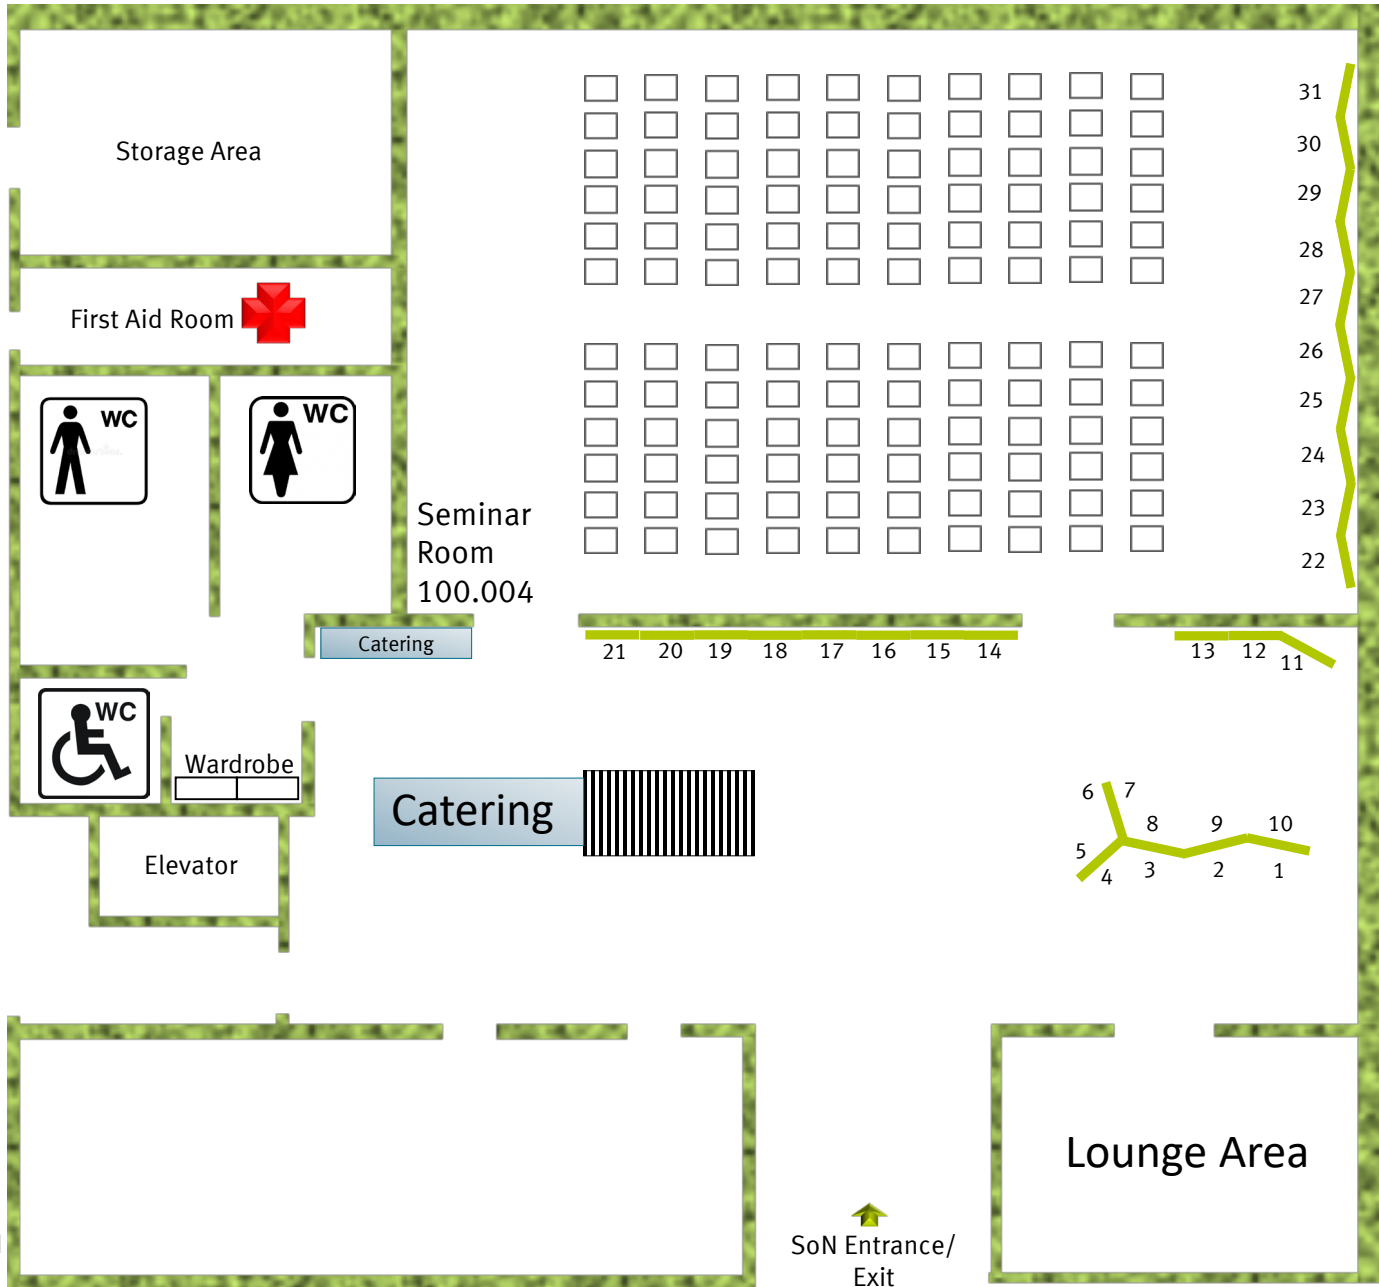 31
30
Storage Area
29
28
27
First Aid Room
26
25
WC
WC
24
Seminar
Room
100.004
23
22
Catering
21 20 19 18 17 16 15 14
13 12 11
WC
Wardrobe
Catering
6 7
8 9 10
5
4 3 2 1
Elevator
Lounge Area
SoN Entrance/
Exit